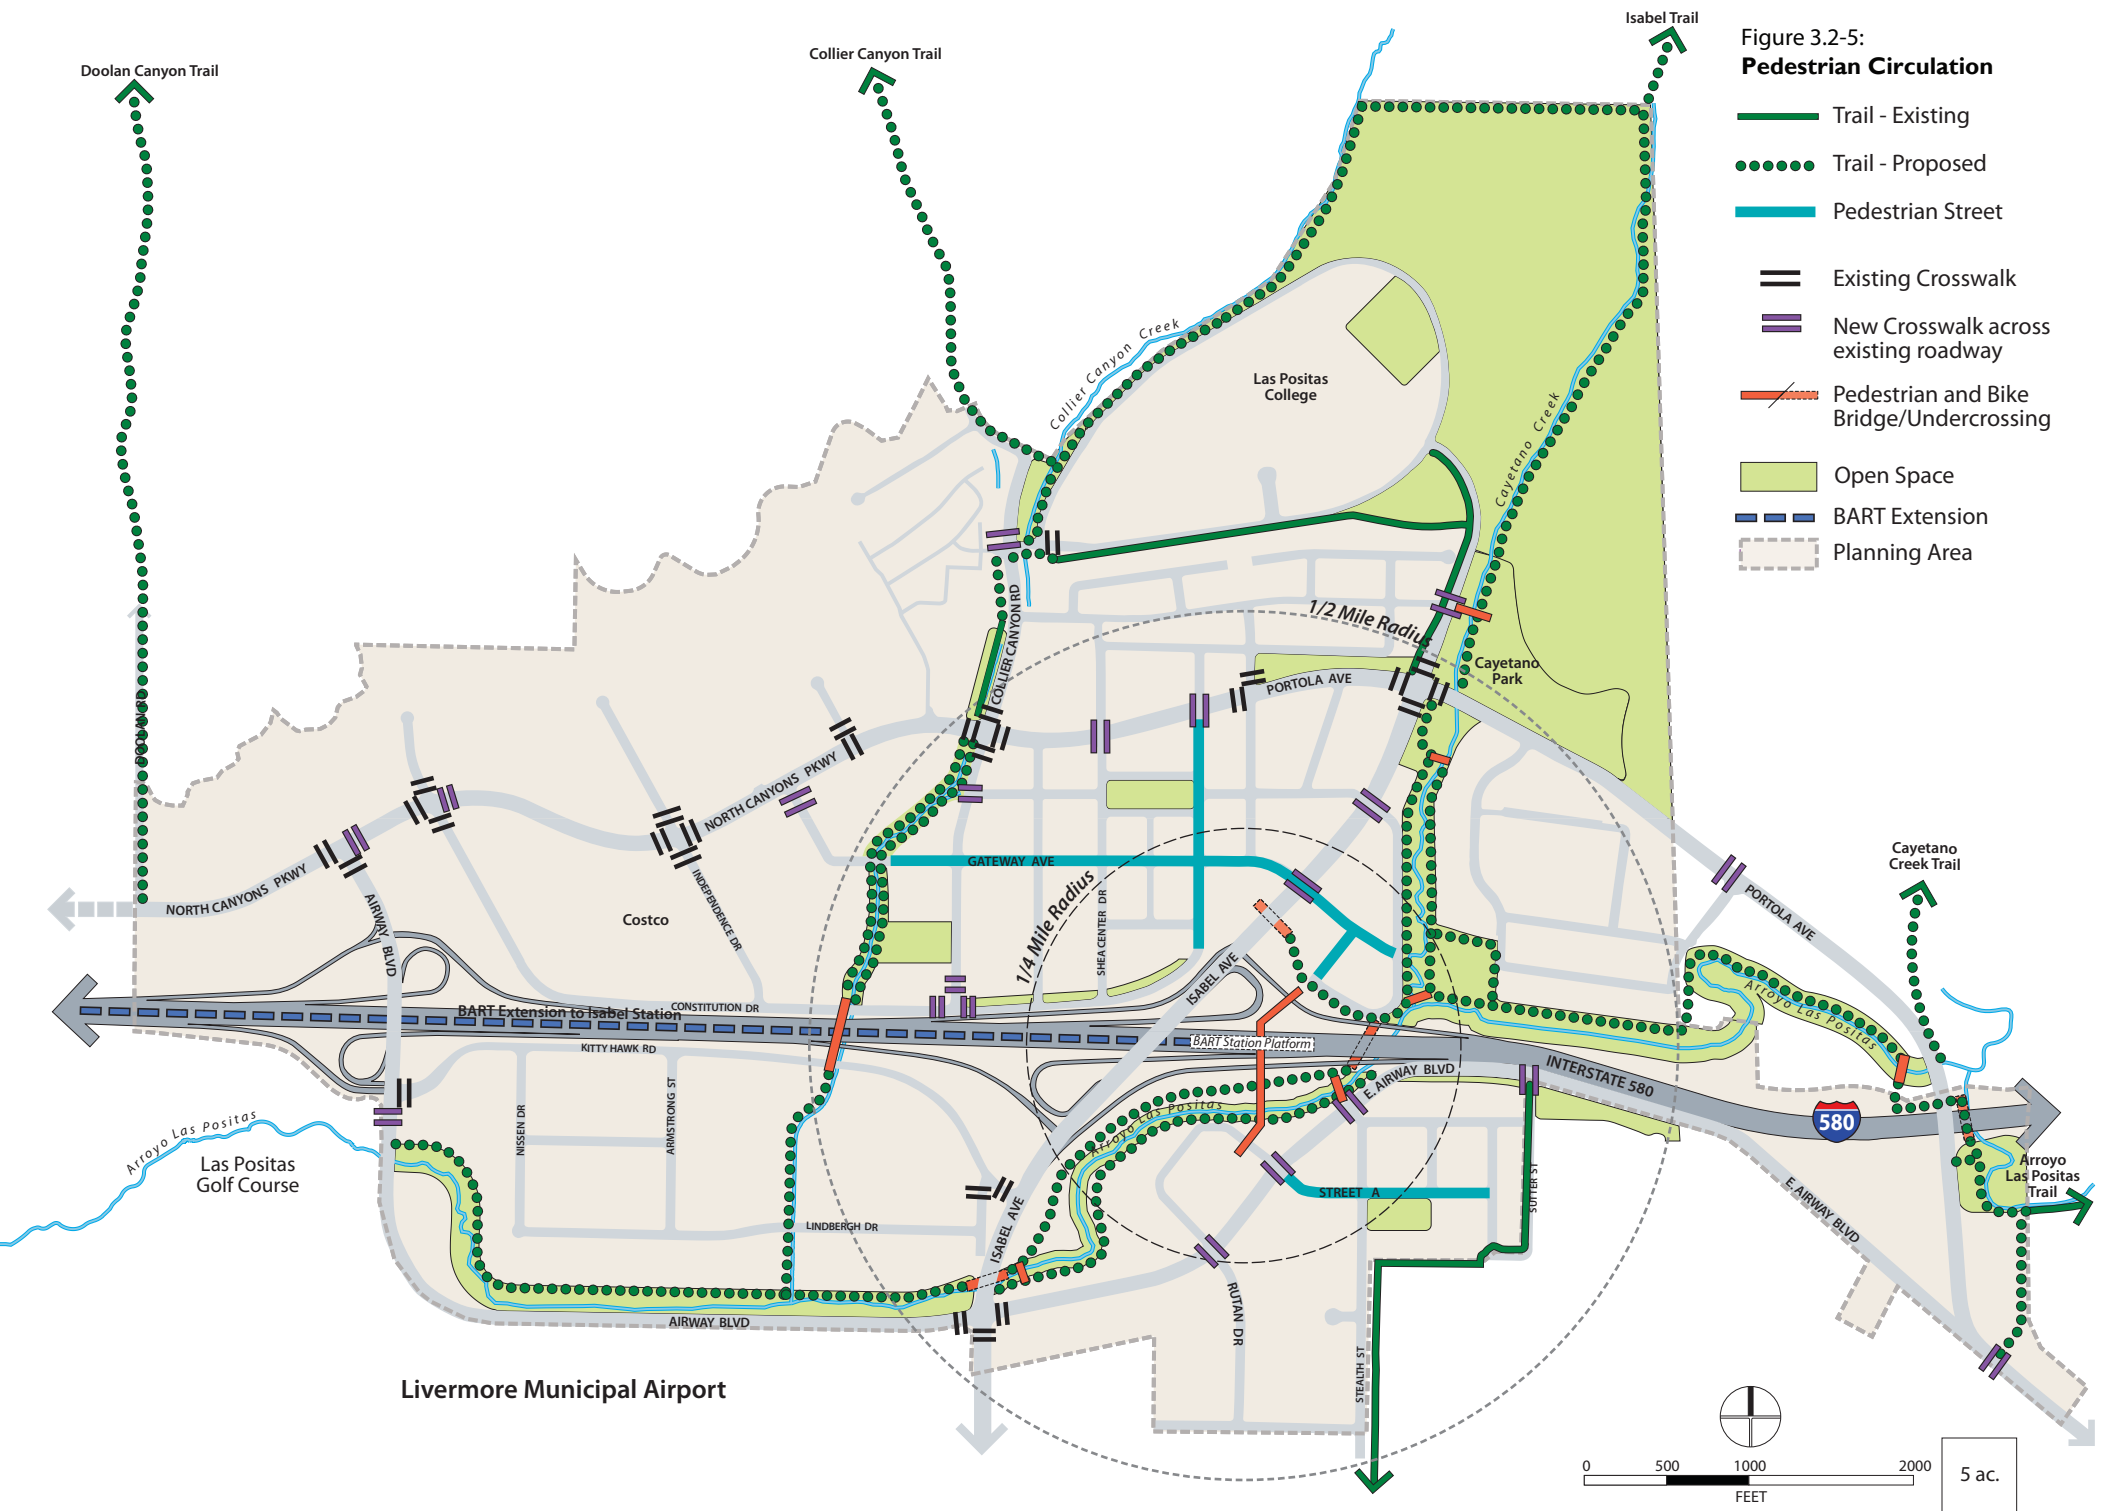 Isabel Trail
Figure 3.2-5:
Pedestrian Circulation
Collier Canyon Trail
Doolan Canyon Trail
Trail - Existing
Trail - Proposed
Pedestrian Street
Existing Crosswalk
New Crosswalk across
existing roadway
Pedestrian and Bike
Bridge/Undercrossing
Open Space
BART Extension
Planning Area
Collier Canyon Creek
Las Positas
College
Cayetano Creek
1/2 Mile Radius
COLLIER CANYON RD
Cayetano
Park
PORTOLA AVE
DOOLAN RD
NORTH CANYONS PKWY
GATEWAY AVE
Cayetano
Creek Trail
NORTH CANYONS PKWY
AIRWAY BLVD
INDEPENDENCE DR
Costco
1/4 Mile Radius
SHEA CENTER DR
PORTOLA AVE
ISABEL AVE
BART Extension to Isabel Station
CONSTITUTION DR
Arroyo Las Positas
KITTY HAWK RD
BART Station Platform
E. AIRWAY BLVD
INTERSTATE 580
580
Arroyo Las Positas
NISSEN DR
ARMSTRONG ST
Arroyo Las Positas
Las Positas
Golf Course
STREET A
SUTTER ST
Arroyo
Las Positas
Trail
E AIRWAY BLVD
LINDBERGH DR
ISABEL AVE
RUTAN DR
AIRWAY BLVD
STEALTH ST
Livermore Municipal Airport
0 500 1000 2000
FEET
5 ac.